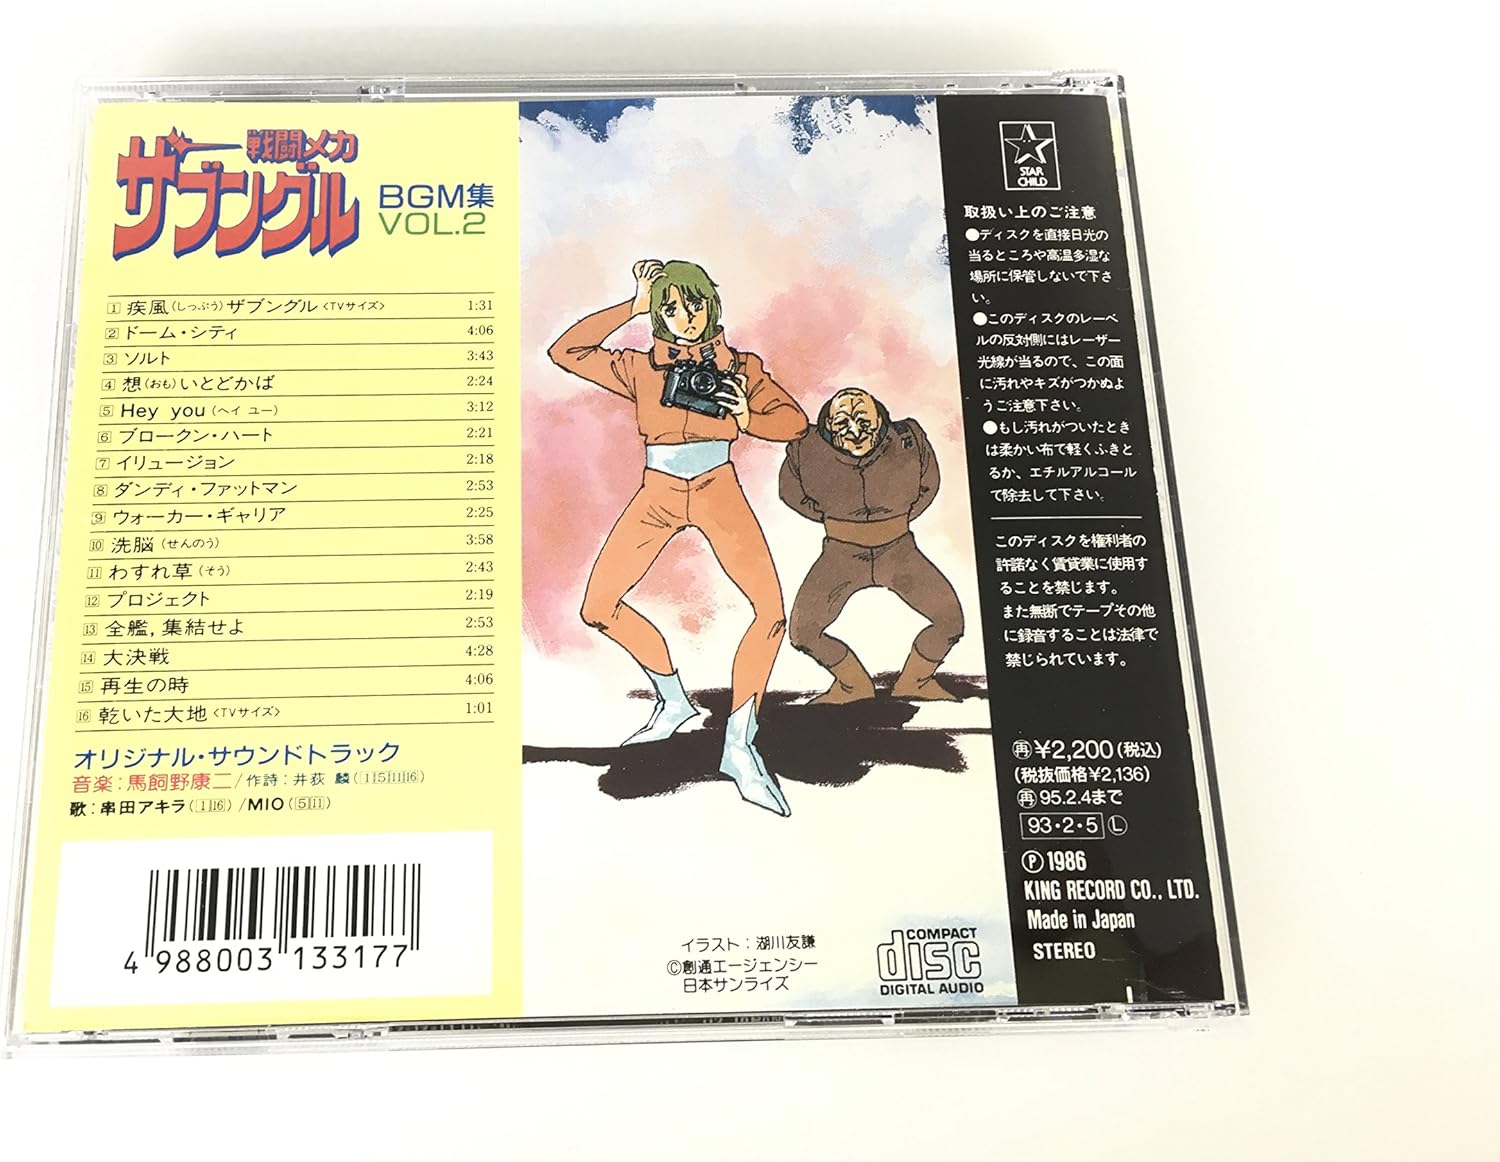 戦闘メカ
ザブングル
BGM集
VOL.2
1 疾風(しっぷう)ザブングル<TVサイズ> 1:31
2 ドーム・シティ 4:06
3 ソルト 3:43
4 想(おも)いとどかば 2:24
5 Hey you(ヘイ ユー) 3:12
6 ブロークン・ハート 2:21
7 イリュージョン 2:18
8 ダンディ・ファットマン 2:53
9 ウォーカー・ギャリア 2:25
10 洗脳(せんのう) 3:58
11 わすれ草(そう) 2:43
12 プロジェクト 2:19
13 全艦,集結せよ 2:53
14 大決戦 4:28
15 再生の時 4:06
16 乾いた大地<TVサイズ> 1:01
オリジナル・サウンドトラック
音楽:馬飼野康二/作詩:井荻 麟(1 5 11 16)
歌:串田アキラ(1 16)/MIO(5 11)
4 988003 133177
イラスト:湖川友謙
©創通エージェンシー
日本サンライズ
COMPACT
disc
DIGITAL AUDIO
STAR
CHILD
取扱い上のご注意
●ディスクを直接日光の
当るところや高温多湿な
場所に保管しないで下さ
い。
●このディスクのレーベ
ルの反対側にはレーザー
光線が当るので、この面
に汚れやキズがつかぬよ
うご注意下さい。
●もし汚れがついたとき
は柔かい布で軽くふきと
るか、エチルアルコール
で除去して下さい。
このディスクを権利者の
許諾なく賃貸業に使用す
ることを禁じます。
また無断でテープその他
に録音することは法律で
禁じられています。
再¥2,200(税込)
(税抜価格¥2,136)
再95.2.4まで
93・2・5 Ⓛ
Ⓟ1986
KING RECORD CO., LTD.
Made in Japan
STEREO